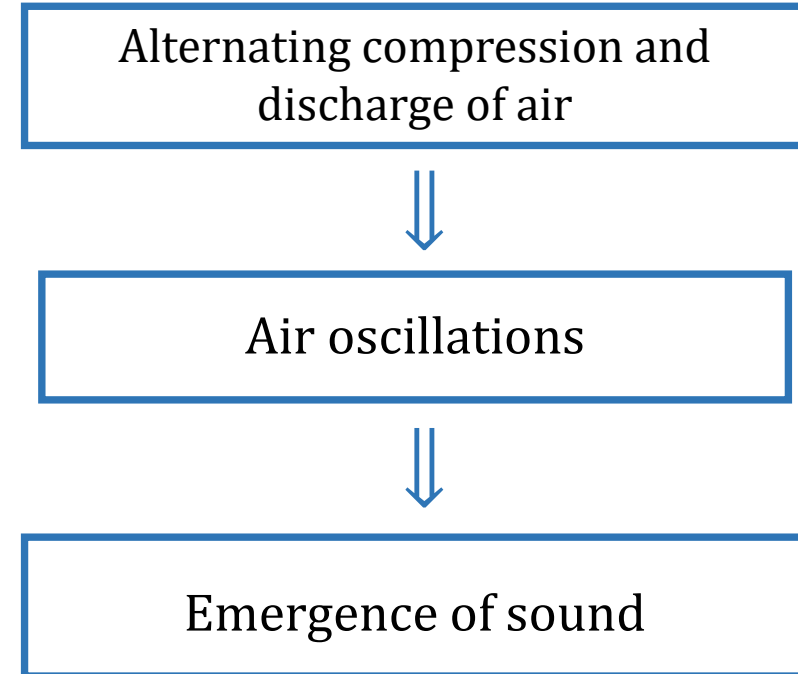 Alternating compression and
discharge of air
Air oscillations
Emergence of sound